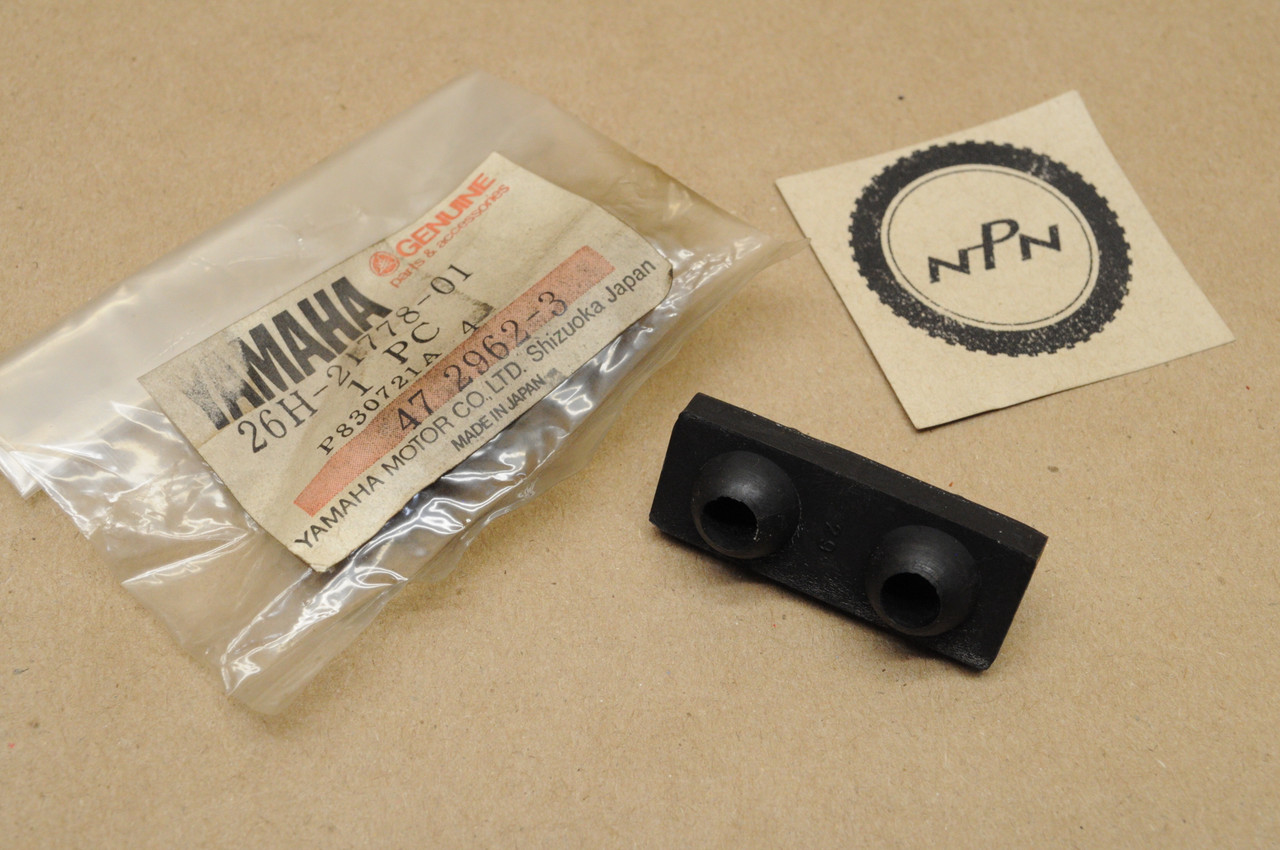 GENUINE
parts & accessories
YAMAHA
26H-21778-01
1 PC
P830721A 4
47 2962-3
YAMAHA MOTOR CO., LTD. Shizuoka Japan
MADE IN JAPAN
NPN